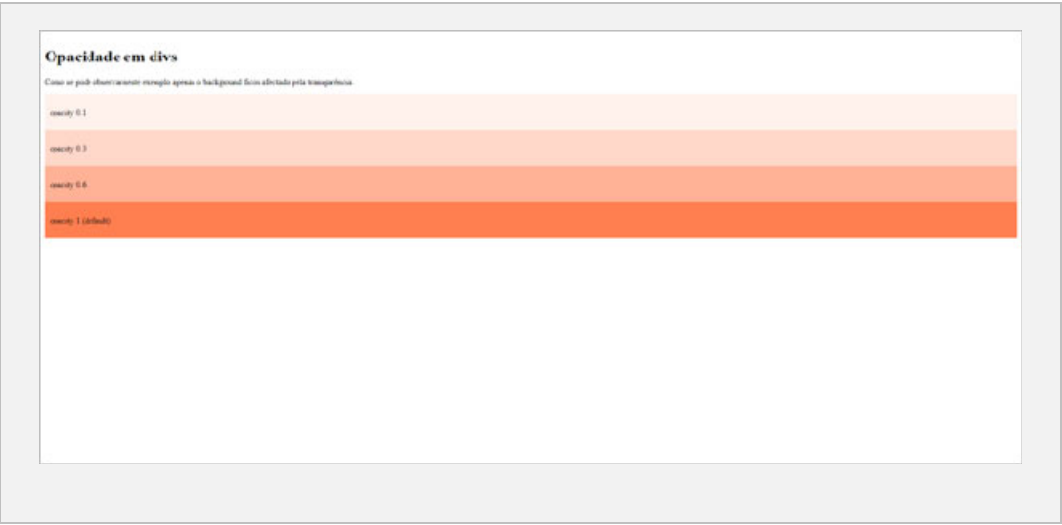 Opacidade em divs
Como se pode observar neste exemplo apenas o background ficou afectado pela transparência.
opacity 0.1
opacity 0.3
opacity 0.6
opacity 1 (default)